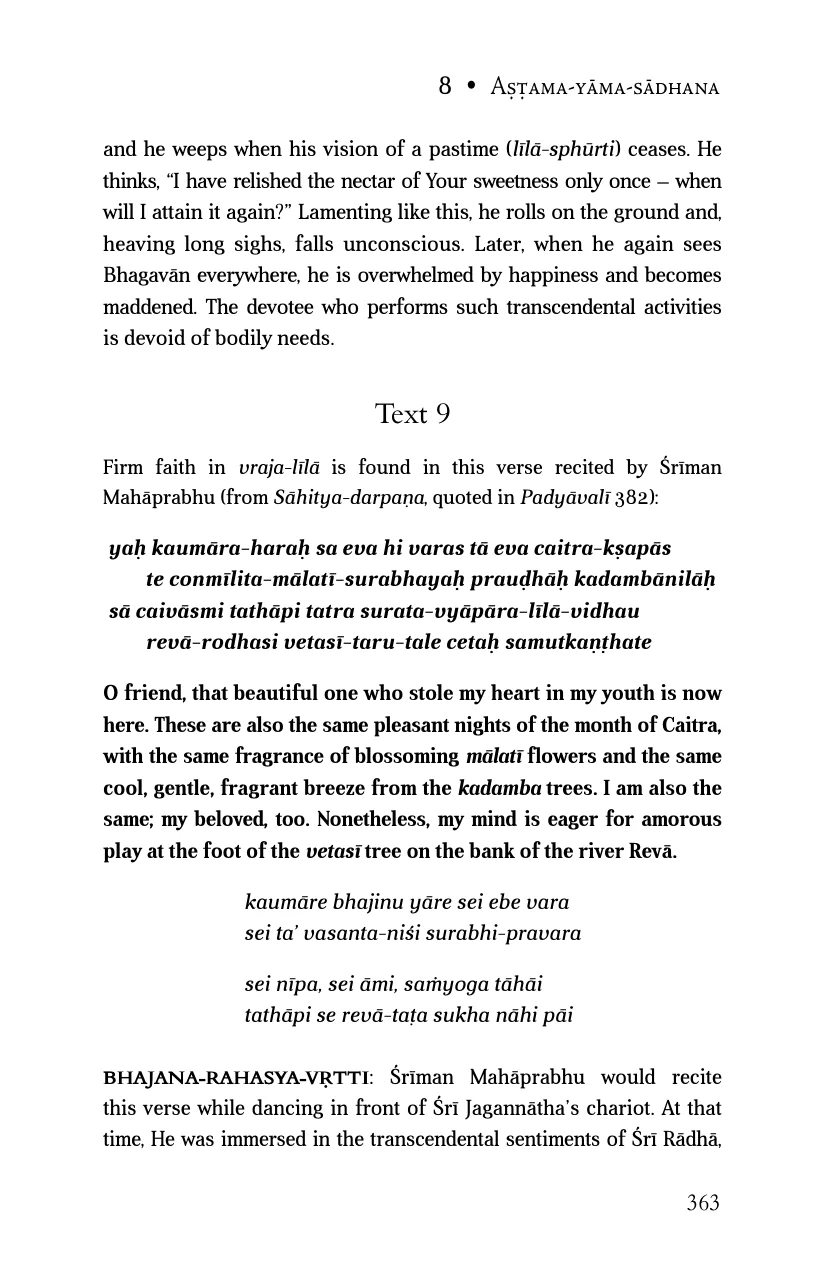 8 • Aṣṭama-yāma-sādhana
and he weeps when his vision of a pastime (līlā-sphūrti) ceases. He
thinks, “I have relished the nectar of Your sweetness only once – when
will I attain it again?” Lamenting like this, he rolls on the ground and,
heaving long sighs, falls unconscious. Later, when he again sees
Bhagavān everywhere, he is overwhelmed by happiness and becomes
maddened. The devotee who performs such transcendental activities
is devoid of bodily needs.
Text 9
Firm faith in vraja-līlā is found in this verse recited by Śrīman
Mahāprabhu (from Sāhitya-darpaṇa, quoted in Padyāvalī 382):
yaḥ kaumāra-haraḥ sa eva hi varas tā eva caitra-kṣapās
te conmīlita-mālatī-surabhayaḥ prauḍhāḥ kadambānilāḥ
sā caivāsmi tathāpi tatra surata-vyāpāra-līlā-vidhau
revā-rodhasi vetasī-taru-tale cetaḥ samutkaṇṭhate
O friend, that beautiful one who stole my heart in my youth is now
here. These are also the same pleasant nights of the month of Caitra,
with the same fragrance of blossoming mālatī flowers and the same
cool, gentle, fragrant breeze from the kadamba trees. I am also the
same; my beloved, too. Nonetheless, my mind is eager for amorous
play at the foot of the vetasī tree on the bank of the river Revā.
kaumāre bhajinu yāre sei ebe vara
sei ta’ vasanta-niśi surabhi-pravara
sei nīpa, sei āmi, saṁyoga tāhāi
tathāpi se revā-taṭa sukha nāhi pāi
BHAJANA-RAHASYA-VṚTTI: Śrīman Mahāprabhu would recite
this verse while dancing in front of Śrī Jagannātha’s chariot. At that
time, He was immersed in the transcendental sentiments of Śrī Rādhā,
363